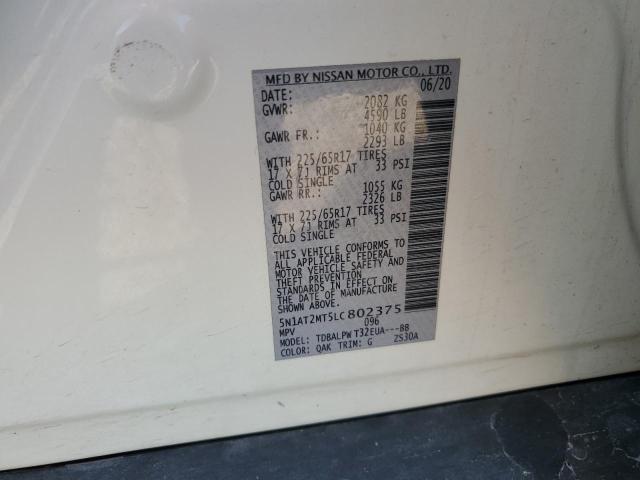 MFD BY NISSAN MOTOR CO., LTD.
DATE: 06/20
GVWR: 2082 KG
4590 LB
GAWR FR.: 1040 KG
2293 LB
WITH 225/65R17 TIRES
17 X 7J RIMS AT 33 PSI
COLD SINGLE
GAWR RR.: 1055 KG
2326 LB
WITH 225/65R17 TIRES
17 X 7J RIMS AT 33 PSI
COLD SINGLE
THIS VEHICLE CONFORMS TO
ALL APPLICABLE FEDERAL
MOTOR VEHICLE SAFETY AND
THEFT PREVENTION
STANDARDS IN EFFECT ON
THE DATE OF MANUFACTURE
SHOWN ABOVE.
5N1AT2MT5LC802375
MPV 096
MODEL: TDBALPWT32EUA---BB
COLOR: QAK TRIM: G ZS30A